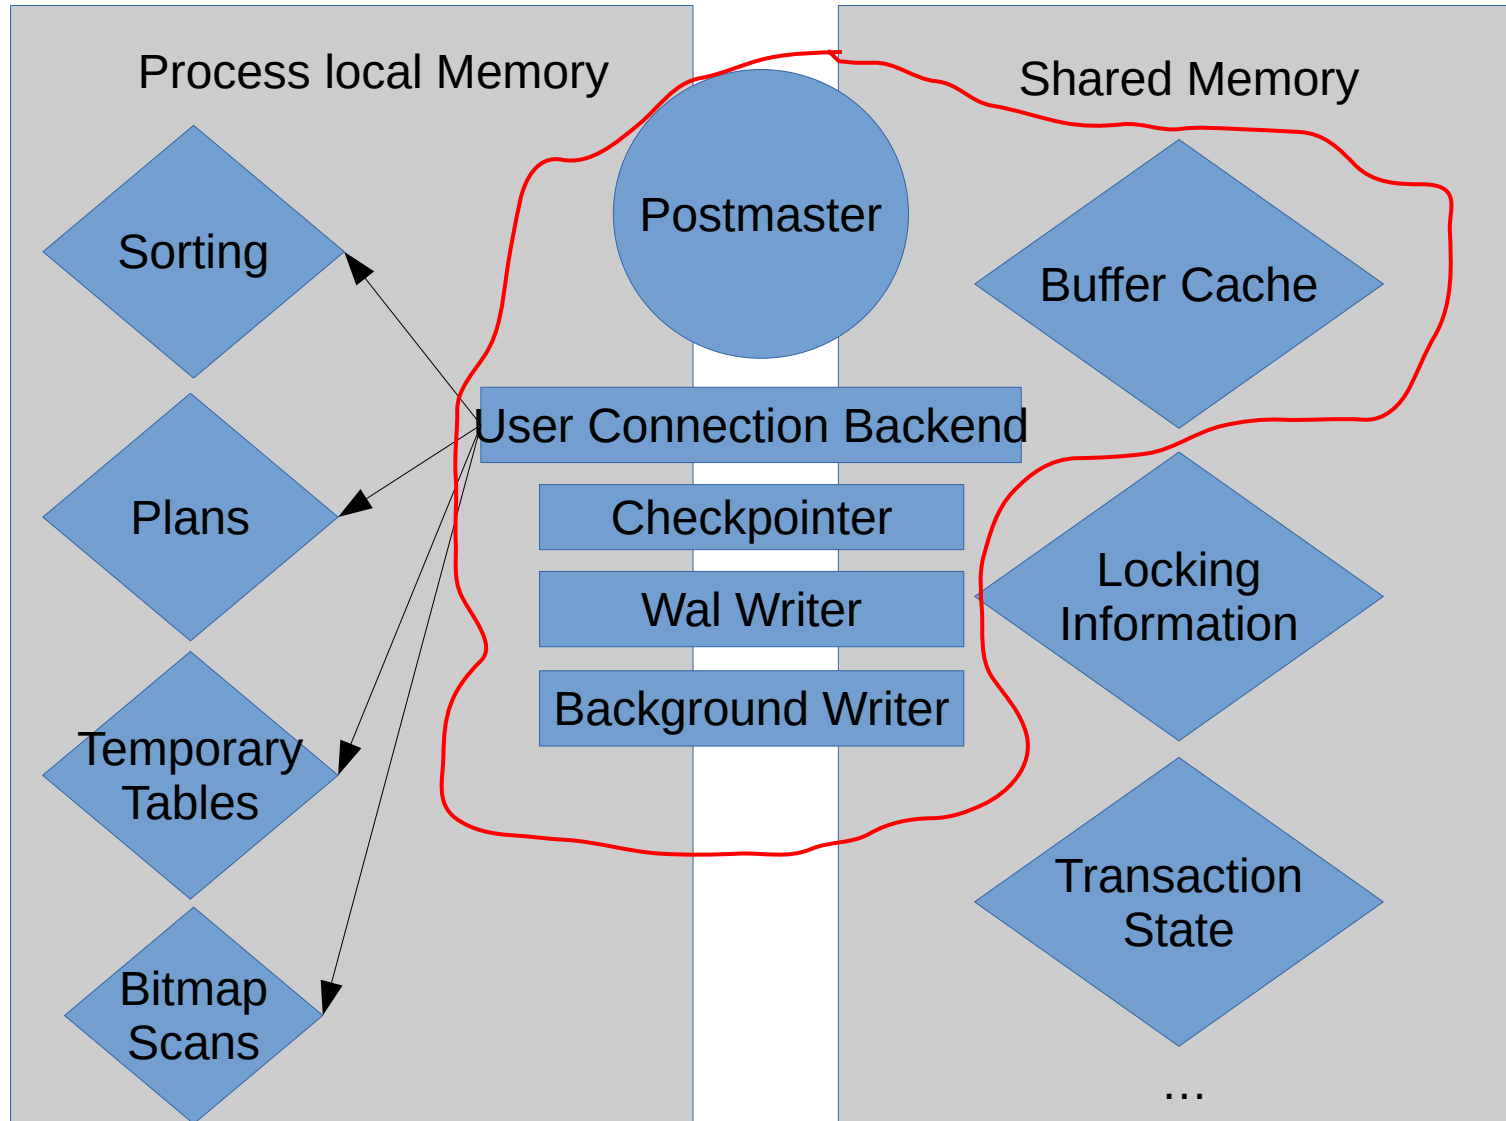 Process local Memory
Shared Memory
Postmaster
Sorting
Buffer Cache
User Connection Backend
Plans
Checkpointer
Locking
Information
Wal Writer
Background Writer
Temporary
Tables
Transaction
State
Bitmap
Scans
...